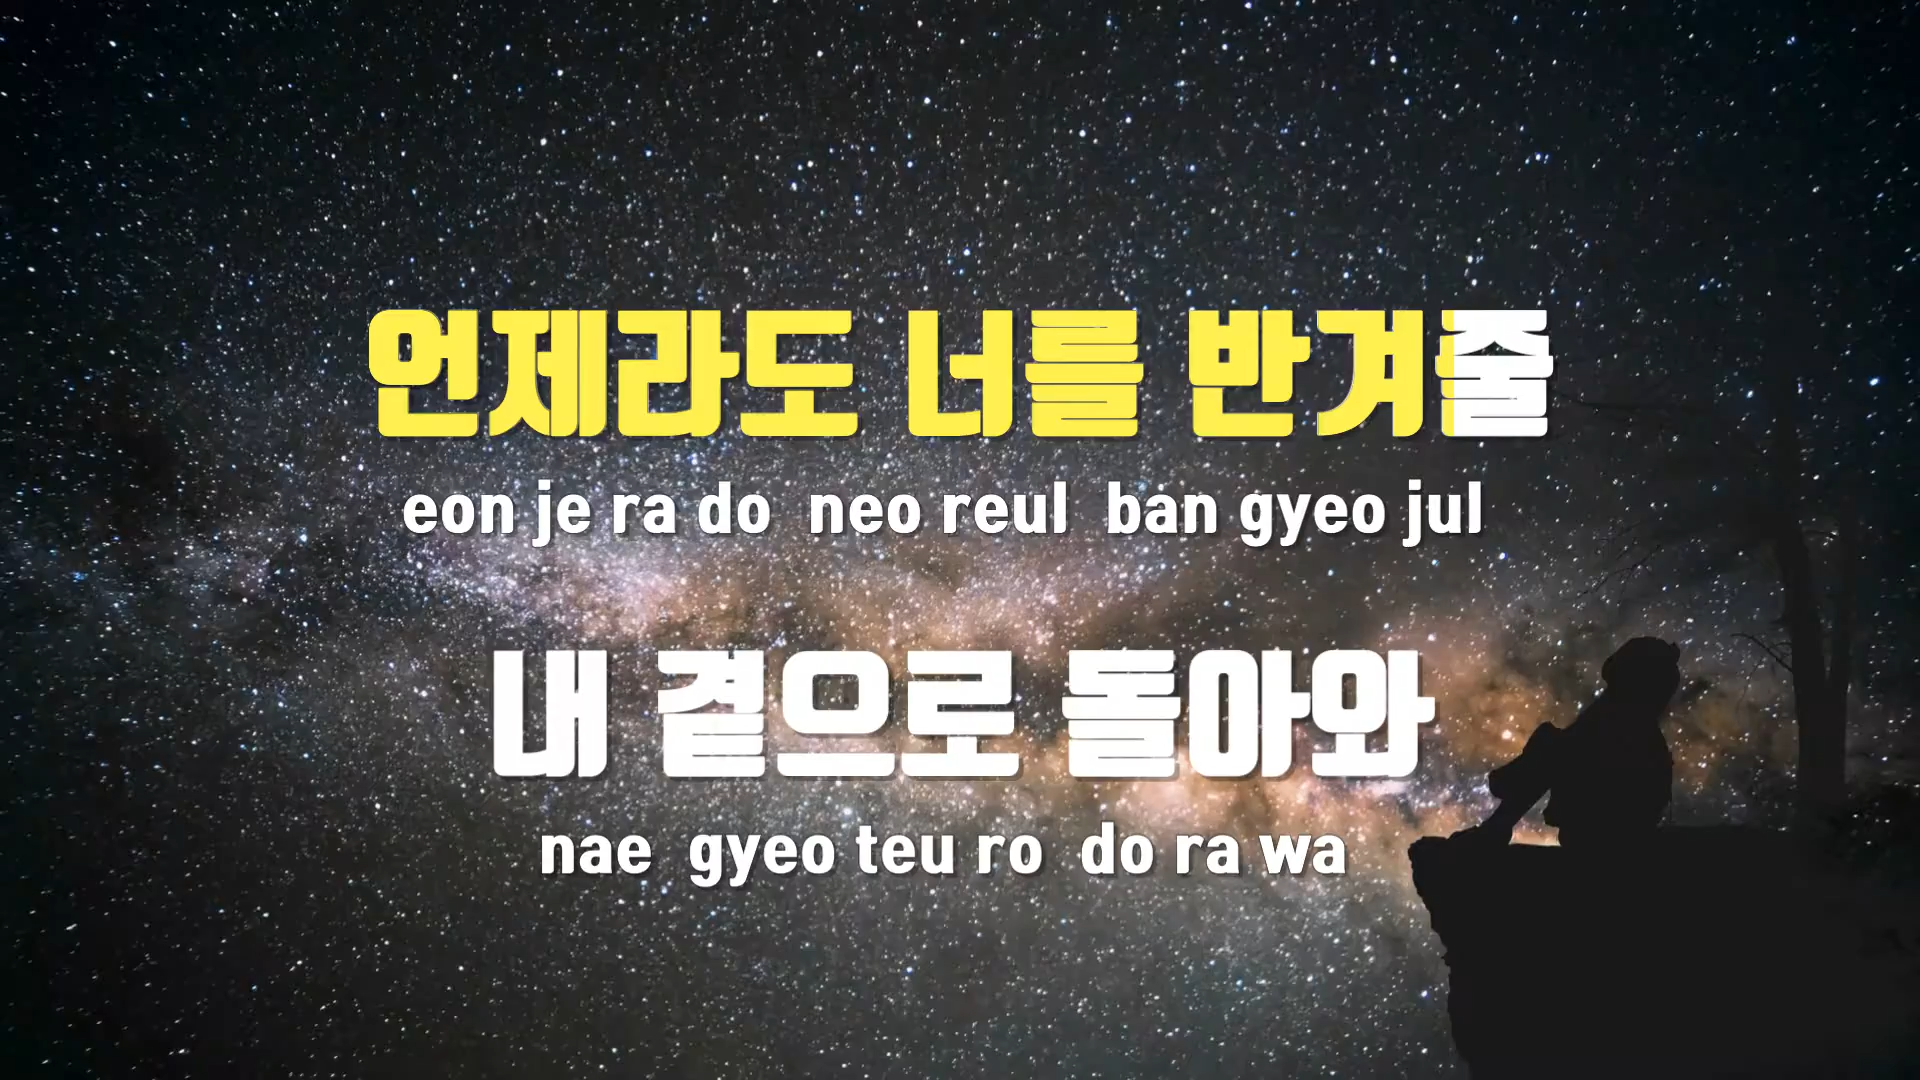 언제라도 너를 반겨줄
eon je ra do neo reul ban gyeo jul
내 곁으로 돌아와
nae gyeo teu ro do ra wa